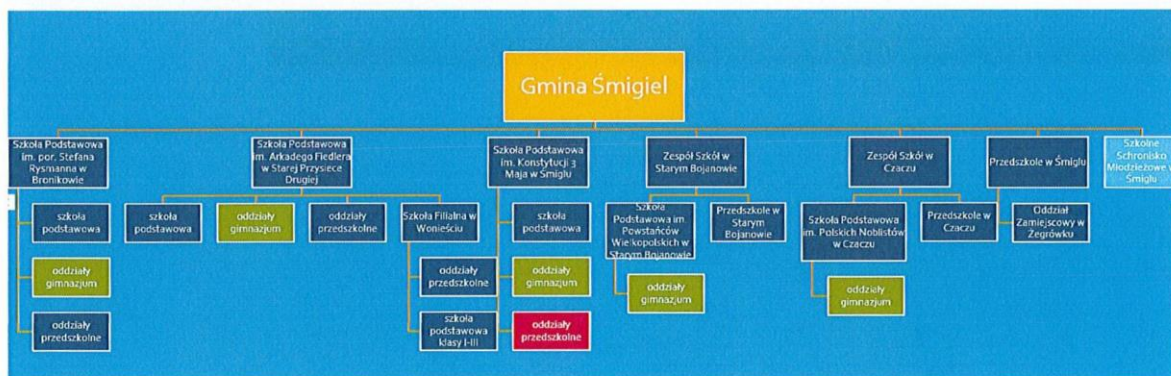 Gmina Śmigiel
Szkoła Podstawowa
im. por. Stefana
Rysmanna w
Bronikowie
Szkoła Podstawowa
im. Arkadego Fiedlera
w Starej Przysiece
Drugiej
Szkoła Podstawowa
im. Konstytucji 3
Maja w Śmiglu
Zespół Szkół w
Starym Bojanowie
Zespół Szkół w
Czaczu
Przedszkole w Śmiglu
Szkolne
Schronisko
Młodzieżowe w
Śmiglu
szkoła
podstawowa
szkoła
podstawowa
oddziały
gimnazjum
oddziały
przedszkolne
Szkoła Filialna w
Wonieściu
szkoła
podstawowa
Szkoła
Podstawowa im.
Powstańców
Wielkopolskich w
Starym Bojanowie
Przedszkole w
Starym
Bojanowie
Szkoła Podstawowa
im. Polskich Noblistów
w Czaczu
Przedszkole w
Czaczu
Oddział
Zamiejscowy w
Żegrówku
oddziały
gimnazjum
oddziały
przedszkolne
oddziały
gimnazjum
oddziały
gimnazjum
oddziały
gimnazjum
oddziały
przedszkolne
szkoła
podstawowa
klasy I-III
oddziały
przedszkolne